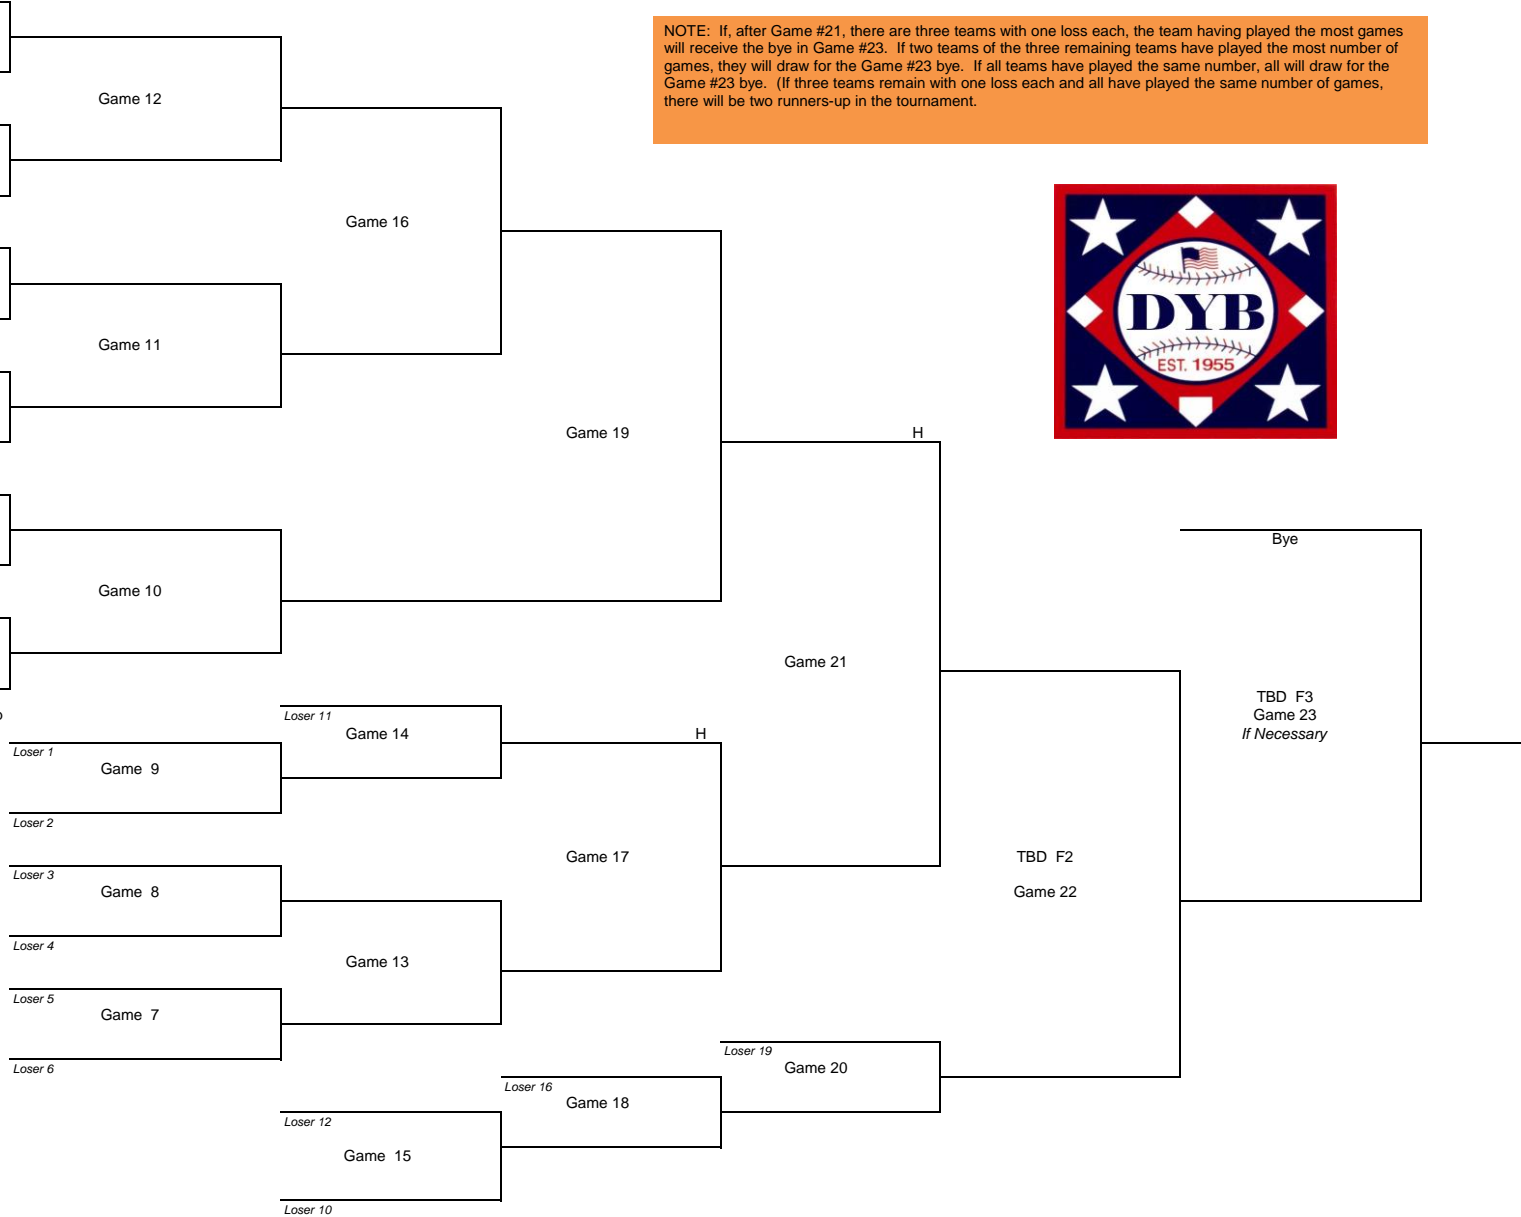 NOTE:  If, after Game #21, there are three teams with one loss each, the team having played the most games
will receive the bye in Game #23.  If two teams of the three remaining teams have played the most number of
games, they will draw for the Game #23 bye.  If all teams have played the same number, all will draw for the
Game #23 bye.  (If three teams remain with one loss each and all have played the same number of games,
there will be two runners-up in the tournament.
Game 12
Game 16
DYB
EST. 1955
Game 11
Game 19
H
Bye
Game 10
Game 21
TBD  F3
Game 23
If Necessary
Loser 11
Game 14
H
Loser 1
Game  9
Loser 2
Game 17
TBD  F2
Loser 3
Game  8
Game 22
Loser 4
Game 13
Loser 5
Game  7
Loser 6
Loser 19
Game 20
Loser 16
Game 18
Loser 12
Game  15
Loser 10